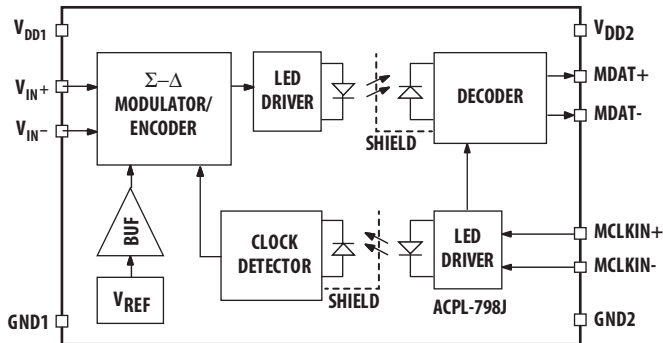 VDD1
VDD2
VIN+
VIN–
Σ–Δ
MODULATOR/
ENCODER
LED
DRIVER
SHIELD
DECODER
MDAT+
MDAT-
BUF
VREF
CLOCK
DETECTOR
SHIELD
LED
DRIVER
ACPL-798J
MCLKIN+
MCLKIN-
GND1
GND2